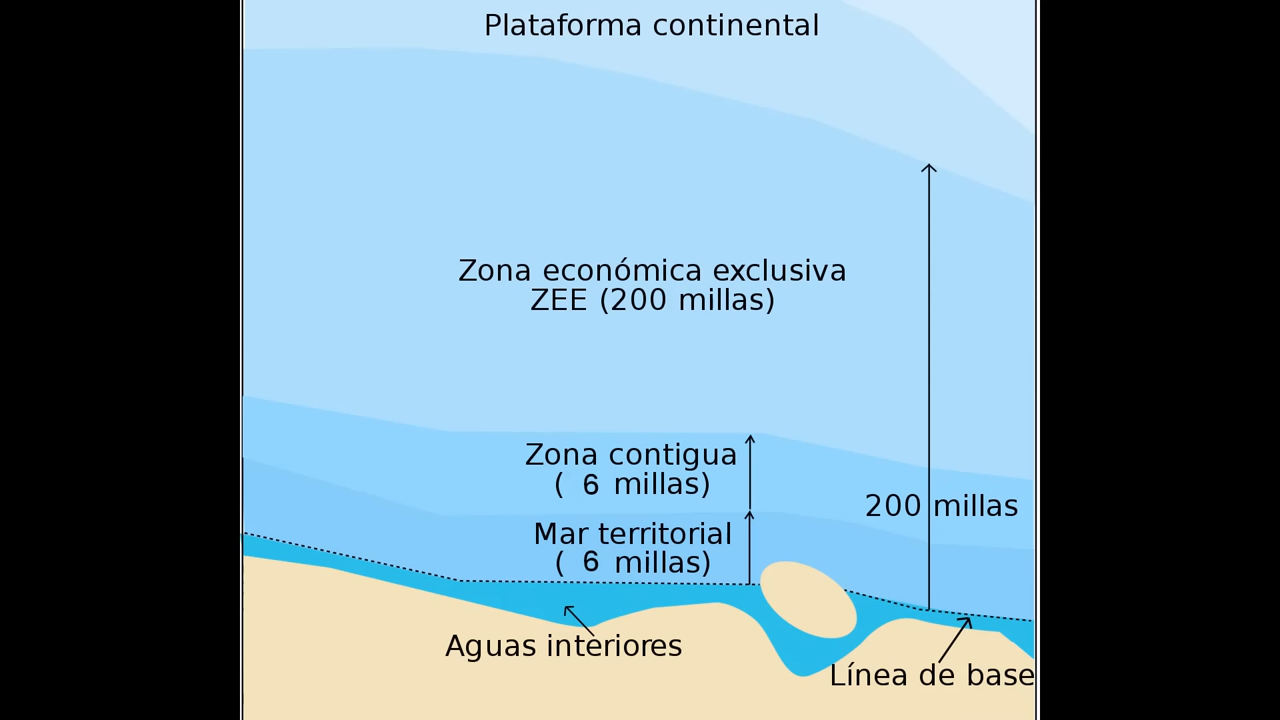 Plataforma continental
Zona económica exclusiva
ZEE (200 millas)
Zona contigua
( 6 millas)
200 millas
Mar territorial
( 6 millas)
Aguas interiores
Línea de base